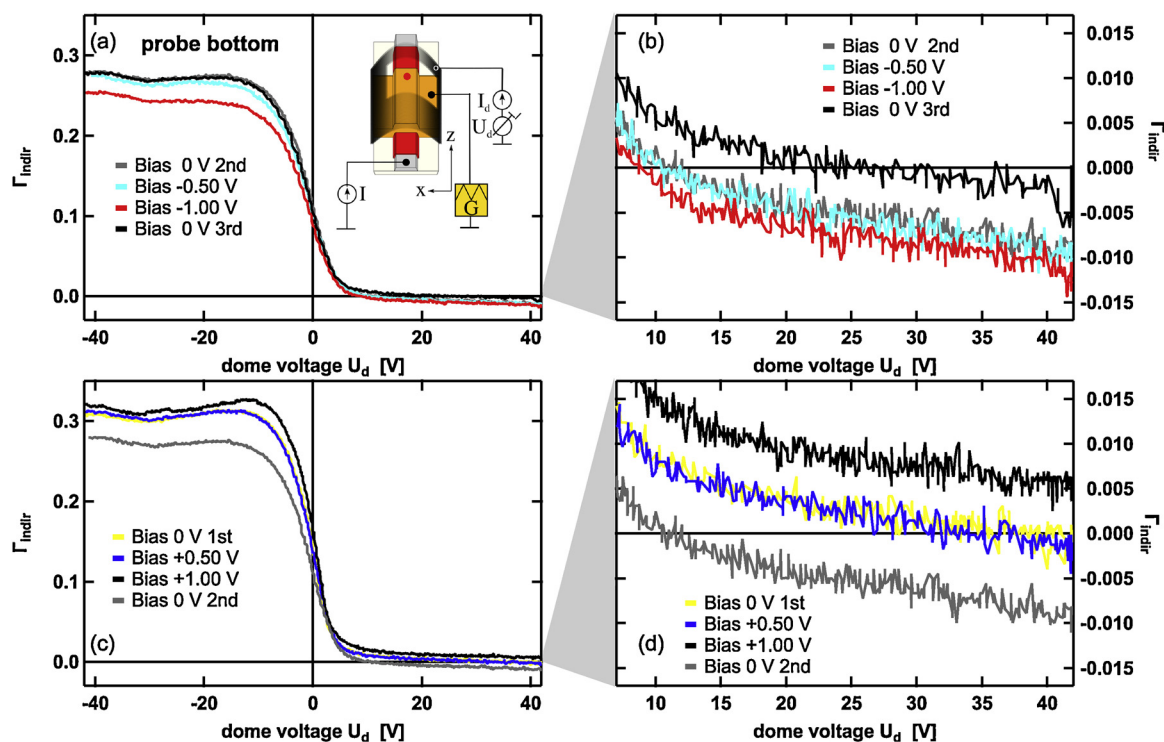 (a)
probe bottom
0.3
0.2
0.1
0.0
Γindir
Bias 0 V 2nd
Bias -0.50 V
Bias -1.00 V
Bias 0 V 3rd
I
I_d
U_d
z
x
G
-40 -20 0 20 40
dome voltage U_d [V]
(b)
Bias 0 V 2nd
Bias -0.50 V
Bias -1.00 V
Bias 0 V 3rd
0.010
0.005
0.000
-0.005
-0.010
-0.015
Γindir
10 15 20 25 30 35 40
dome voltage U_d [V]
0.3
0.2
0.1
0.0
Γindir
Bias 0 V 1st
Bias +0.50 V
Bias +1.00 V
Bias 0 V 2nd
(c)
-40 -20 0 20 40
dome voltage U_d [V]
0.015
0.010
0.005
0.000
-0.005
-0.010
-0.015
Γindir
Bias 0 V 1st
Bias +0.50 V
Bias +1.00 V
Bias 0 V 2nd
(d)
10 15 20 25 30 35 40
dome voltage U_d [V]